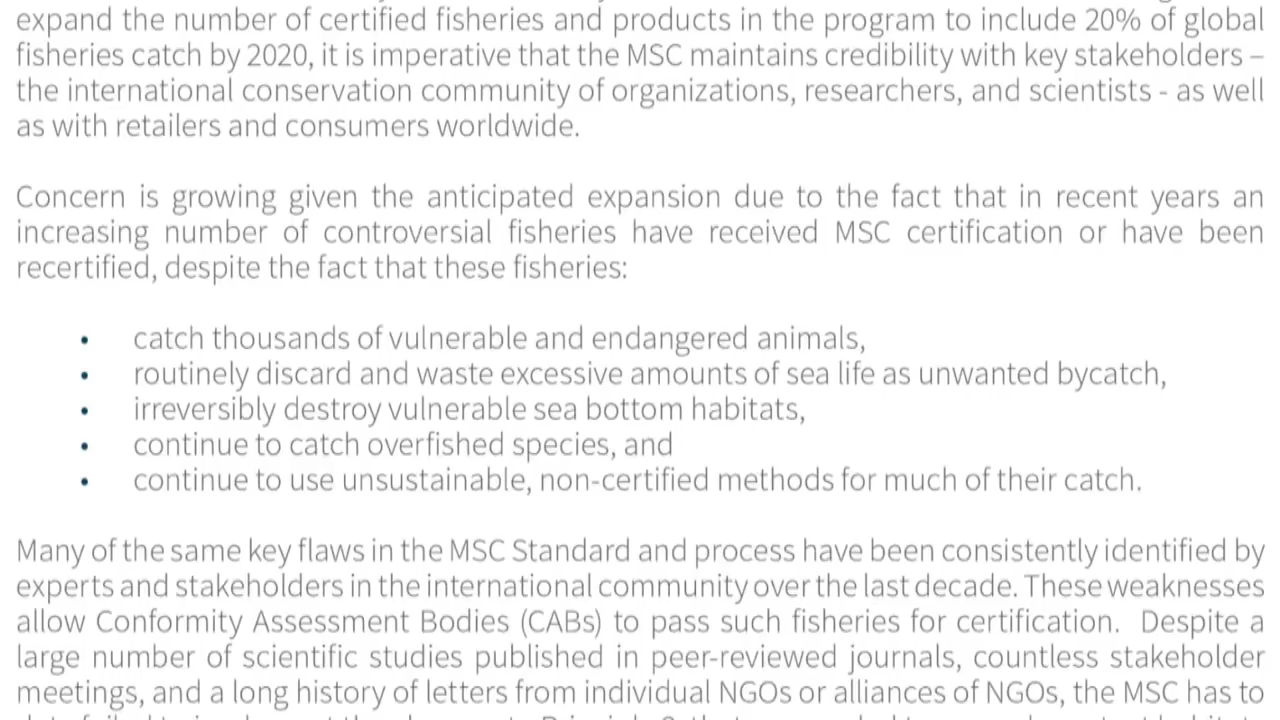 expand the number of certified fisheries and products in the program to include 20% of global
fisheries catch by 2020, it is imperative that the MSC maintains credibility with key stakeholders –
the international conservation community of organizations, researchers, and scientists - as well
as with retailers and consumers worldwide.
Concern is growing given the anticipated expansion due to the fact that in recent years an
increasing number of controversial fisheries have received MSC certification or have been
recertified, despite the fact that these fisheries:
• catch thousands of vulnerable and endangered animals,
• routinely discard and waste excessive amounts of sea life as unwanted bycatch,
• irreversibly destroy vulnerable sea bottom habitats,
• continue to catch overfished species, and
• continue to use unsustainable, non-certified methods for much of their catch.
Many of the same key flaws in the MSC Standard and process have been consistently identified by
experts and stakeholders in the international community over the last decade. These weaknesses
allow Conformity Assessment Bodies (CABs) to pass such fisheries for certification.  Despite a
large number of scientific studies published in peer-reviewed journals, countless stakeholder
meetings, and a long history of letters from individual NGOs or alliances of NGOs, the MSC has to